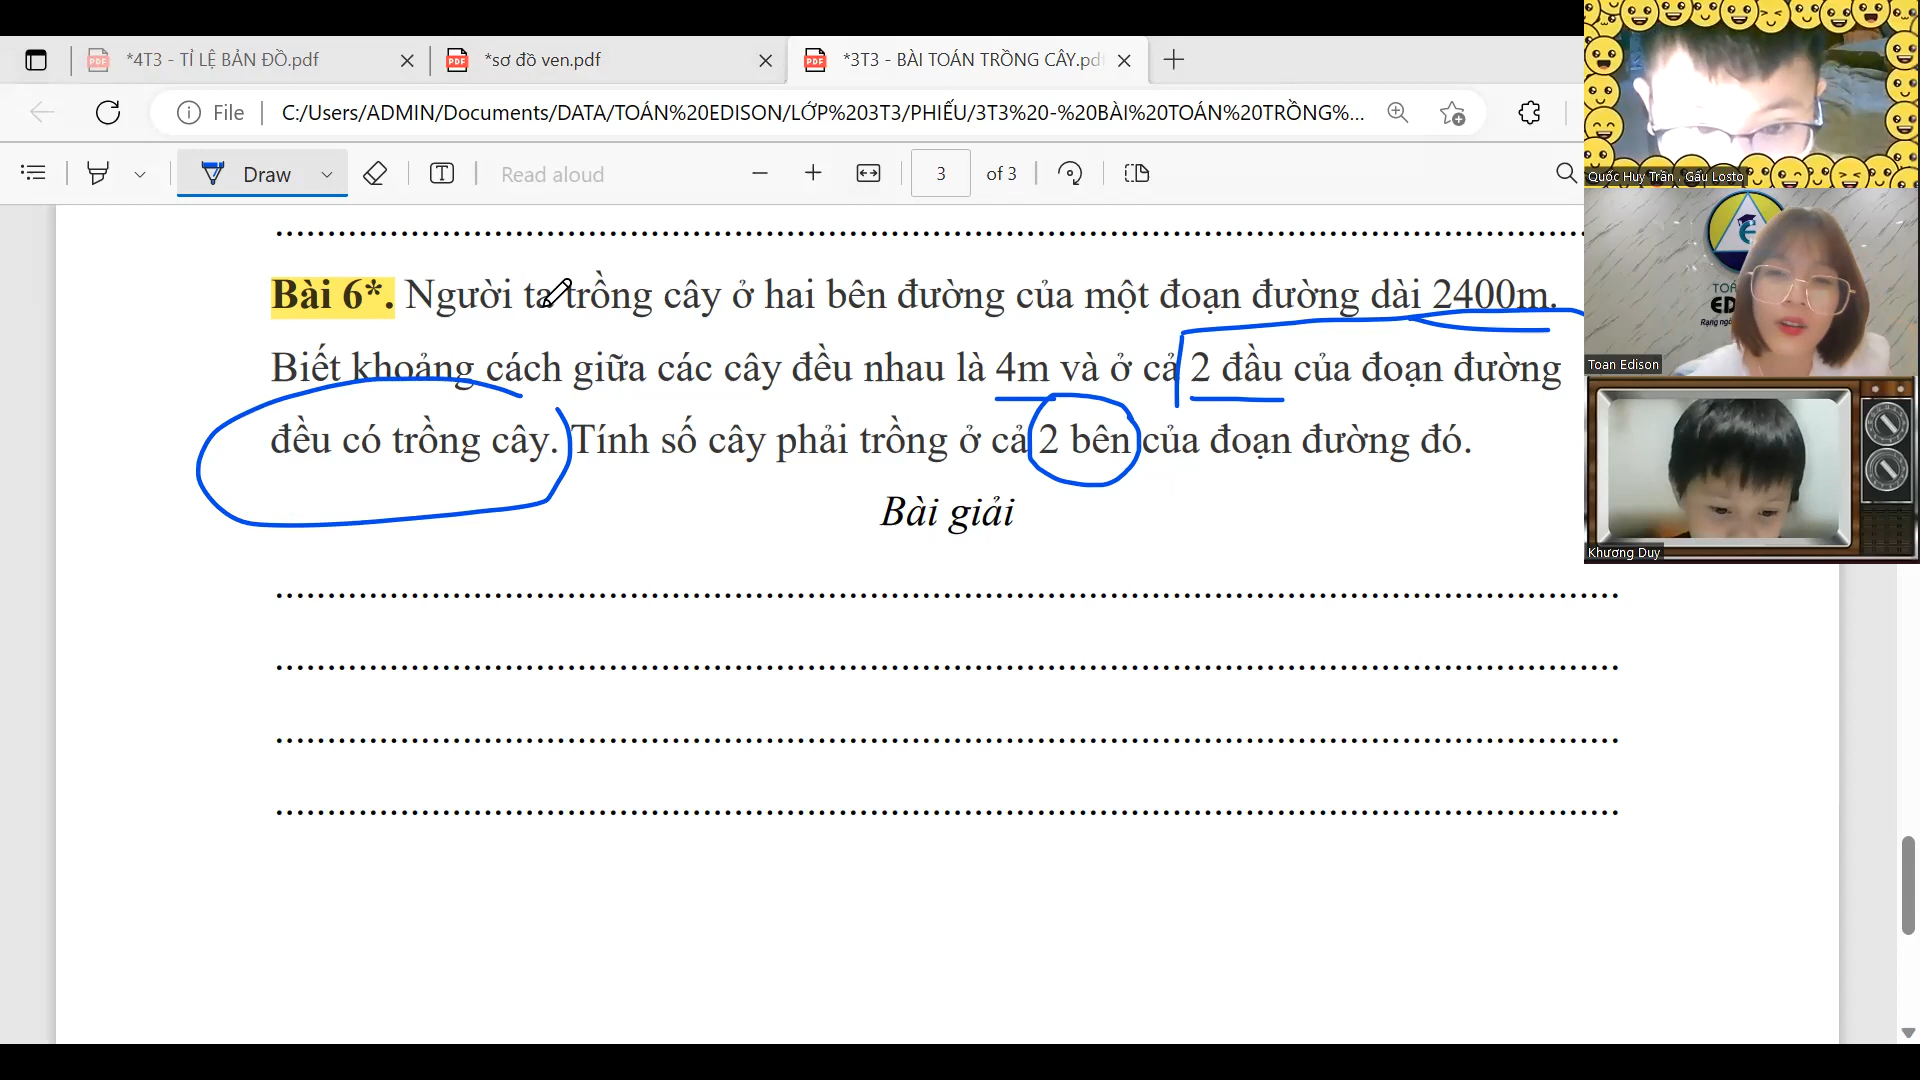 *4T3 - TỈ LỆ BẢN ĐỒ.pdf
*sơ đồ ven.pdf
*3T3 - BÀI TOÁN TRỒNG CÂY.pdf
File
C:/Users/ADMIN/Documents/DATA/TOÁN%20EDISON/LỚP%203T3/PHIẾU/3T3%20-%20BÀI%20TOÁN%20TRỒNG%...
Draw
Read aloud
3 of 3
Quốc Huy Trần . Gấu Losto
Bài 6*. Người ta trồng cây ở hai bên đường của một đoạn đường dài 2400m.
Biết khoảng cách giữa các cây đều nhau là 4m và ở cả 2 đầu của đoạn đường
đều có trồng cây. Tính số cây phải trồng ở cả 2 bên của đoạn đường đó.
Bài giải
Toan Edison
Khương Duy